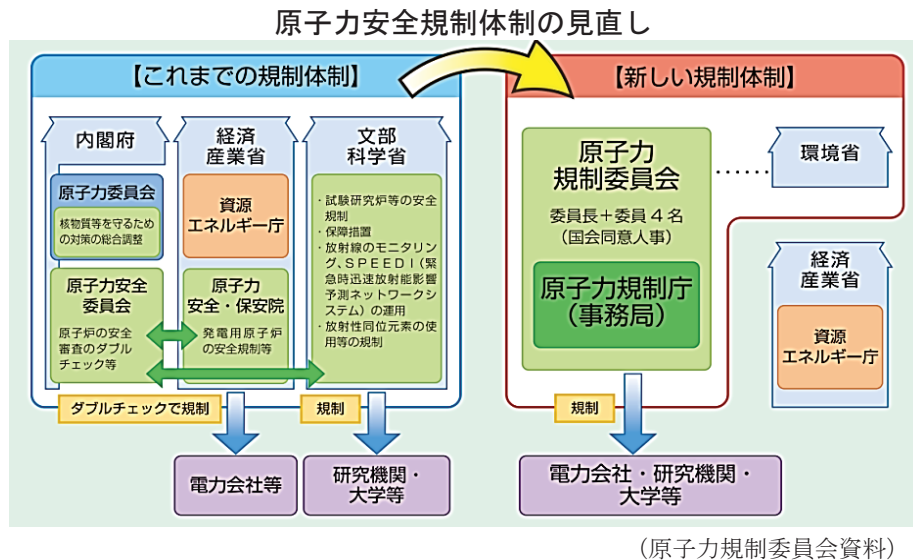 原子力安全規制体制の見直し
【これまでの規制体制】
内閣府
原子力委員会
核物質等を守るため
の対策の総合調整
原子力安全
委員会
原子炉の安全
審査のダブル
チェック等
経済
産業省
資源
エネルギー庁
原子力
安全・保安院
発電用原子炉
の安全規制等
文部
科学省
・試験研究炉等の安全
規制
・保障措置
・放射線のモニタリン
グ、ＳＰＥＥＤＩ（緊
急時迅速放射能影響
予測ネットワークシ
ステム）の運用
・放射性同位元素の使
用等の規制
ダブルチェックで規制
規制
電力会社等
研究機関・
大学等
【新しい規制体制】
原子力
規制委員会
委員長＋委員４名
（国会同意人事）
原子力規制庁
（事務局）
……
環境省
経済
産業省
資源
エネルギー庁
規制
電力会社・研究機関・
大学等
（原子力規制委員会資料）